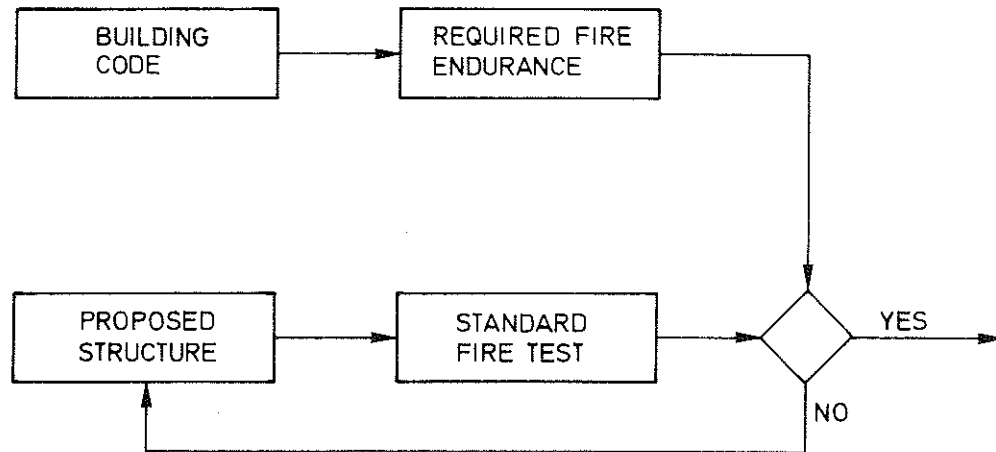 BUILDING
CODE
REQUIRED FIRE
ENDURANCE
PROPOSED
STRUCTURE
STANDARD
FIRE TEST
YES
NO